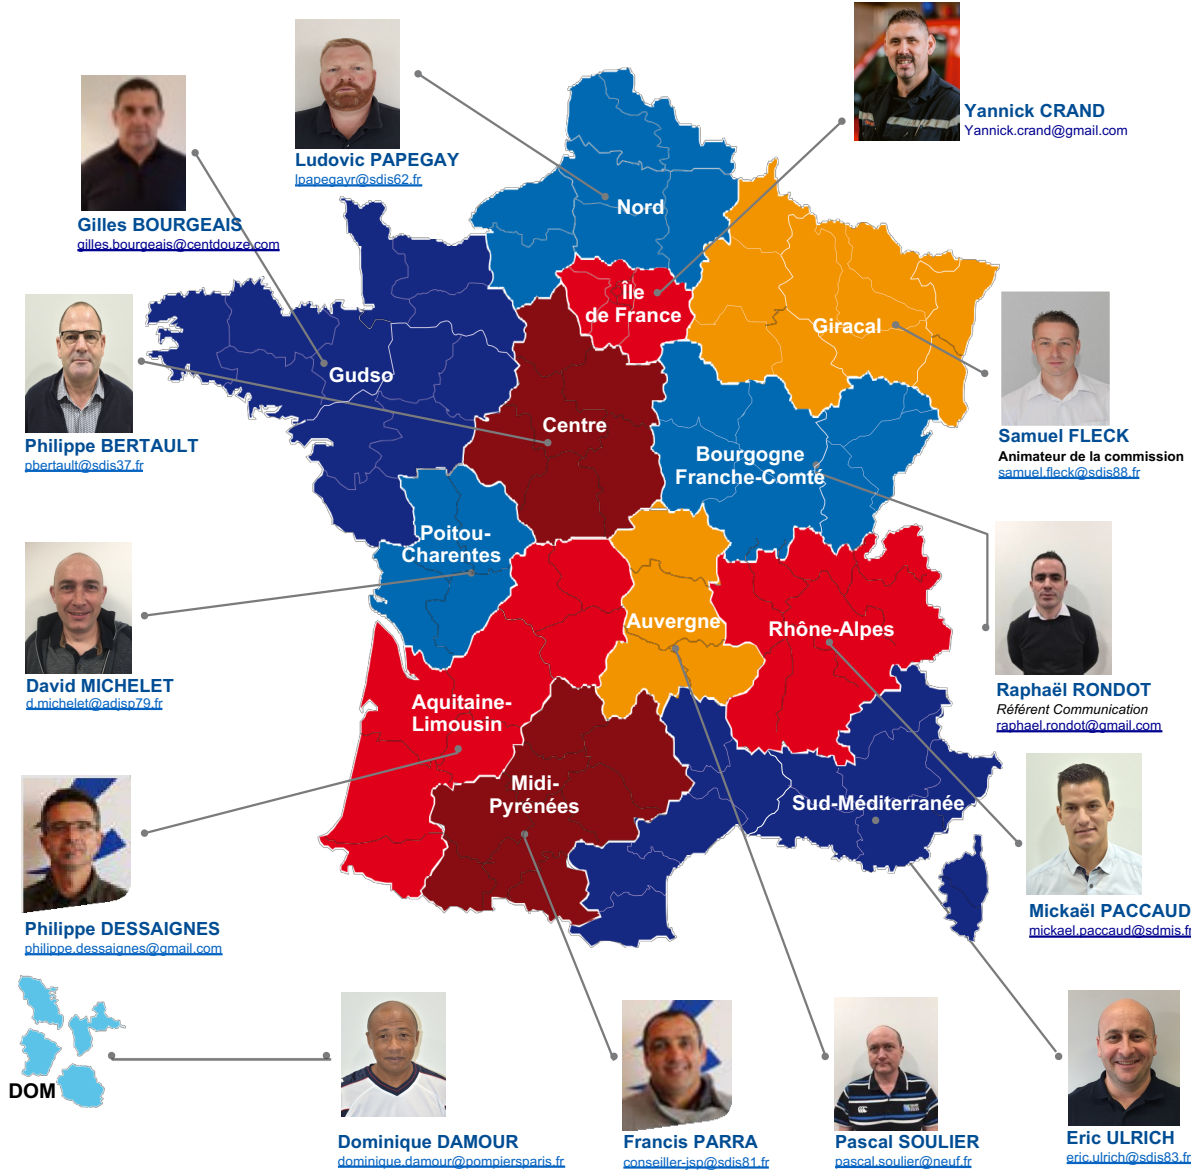 Yannick CRAND
Yannick.crand@gmail.com
Ludovic PAPEGAY
lpapegayr@sdis62.fr
Gilles BOURGEAIS
gilles.bourgeais@centdouze.com
Nord
Île
de France
Giracal
Gudso
Philippe BERTAULT
pbertault@sdis37.fr
Centre
Samuel FLECK
Animateur de la commission
samuel.fleck@sdis88.fr
Bourgogne
Franche-Comté
Poitou-
Charentes
Auvergne
Rhône-Alpes
David MICHELET
d.michelet@adjsp79.fr
Raphaël RONDOT
Référent Communication
raphael.rondot@gmail.com
Aquitaine-
Limousin
Midi-
Pyrénées
Sud-Méditerranée
Mickaël PACCAUD
mickael.paccaud@sdmis.fr
Philippe DESSAIGNES
philippe.dessaignes@gmail.com
DOM
Dominique DAMOUR
dominique.damour@pompiersparis.fr
Francis PARRA
conseiller-jsp@sdis81.fr
Pascal SOULIER
pascal.soulier@neuf.fr
Eric ULRICH
eric.ulrich@sdis83.fr